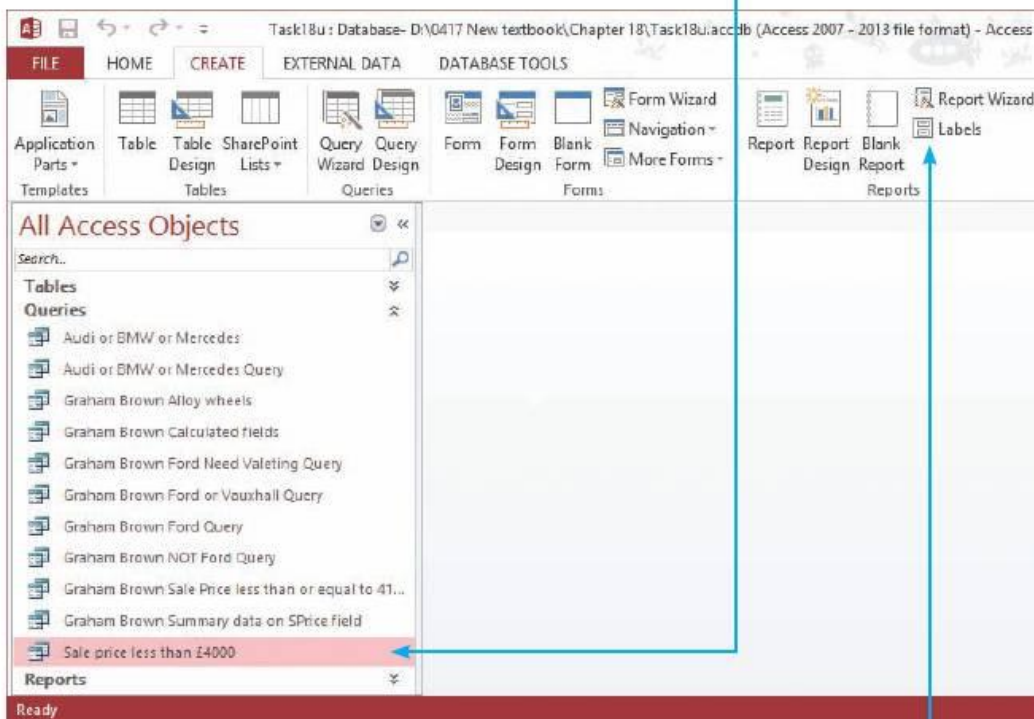 Task18u : Database- D:\0417 New textbook\Chapter 18\Task18u.accdb (Access 2007 - 2013 file format) - Access
FILE HOME CREATE EXTERNAL DATA DATABASE TOOLS
Application Parts
Table
Table Design
SharePoint Lists
Query Wizard
Query Design
Form
Form Design
Blank Form
Form Wizard
Navigation
More Forms
Report
Report Design
Blank Report
Report Wizard
Labels
Templates Tables Queries Forms Reports
All Access Objects
Search..
Tables
Queries
Audi or BMW or Mercedes
Audi or BMW or Mercedes Query
Graham Brown Alloy wheels
Graham Brown Calculated fields
Graham Brown Ford Need Valeting Query
Graham Brown Ford or Vauxhall Query
Graham Brown Ford Query
Graham Brown NOT Ford Query
Graham Brown Sale Price less than or equal to 41...
Graham Brown Summary data on SPrice field
Sale price less than £4000
Reports
Ready